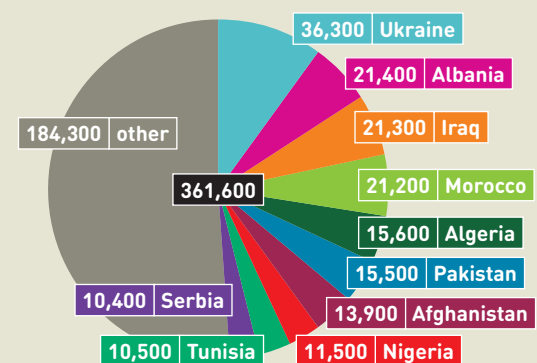 36,300 Ukraine
21,400 Albania
21,300 Iraq
184,300 other
361,600
21,200 Morocco
15,600 Algeria
15,500 Pakistan
10,400 Serbia
13,900 Afghanistan
10,500 Tunisia
11,500 Nigeria